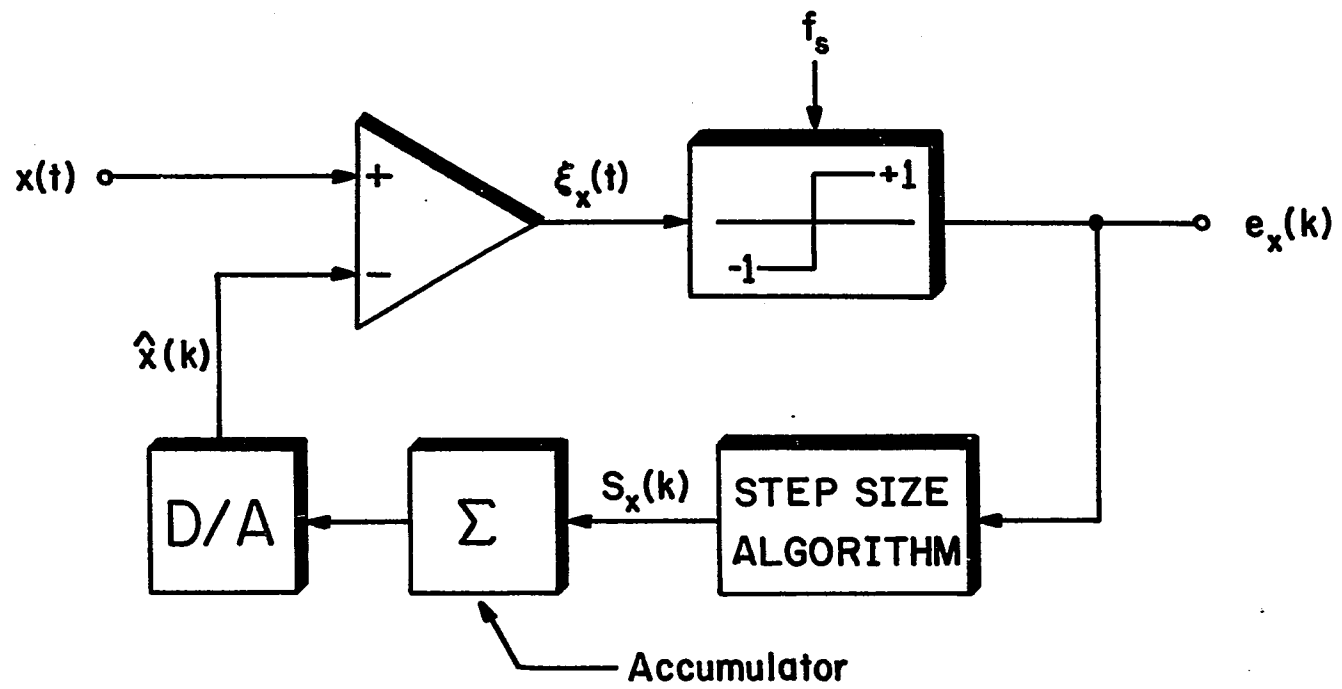 f_s
x(t)
+
ξ_x(t)
+1
-1
e_x(k)
−
x̂(k)
D/A
Σ
S_x(k)
STEP SIZE
ALGORITHM
Accumulator